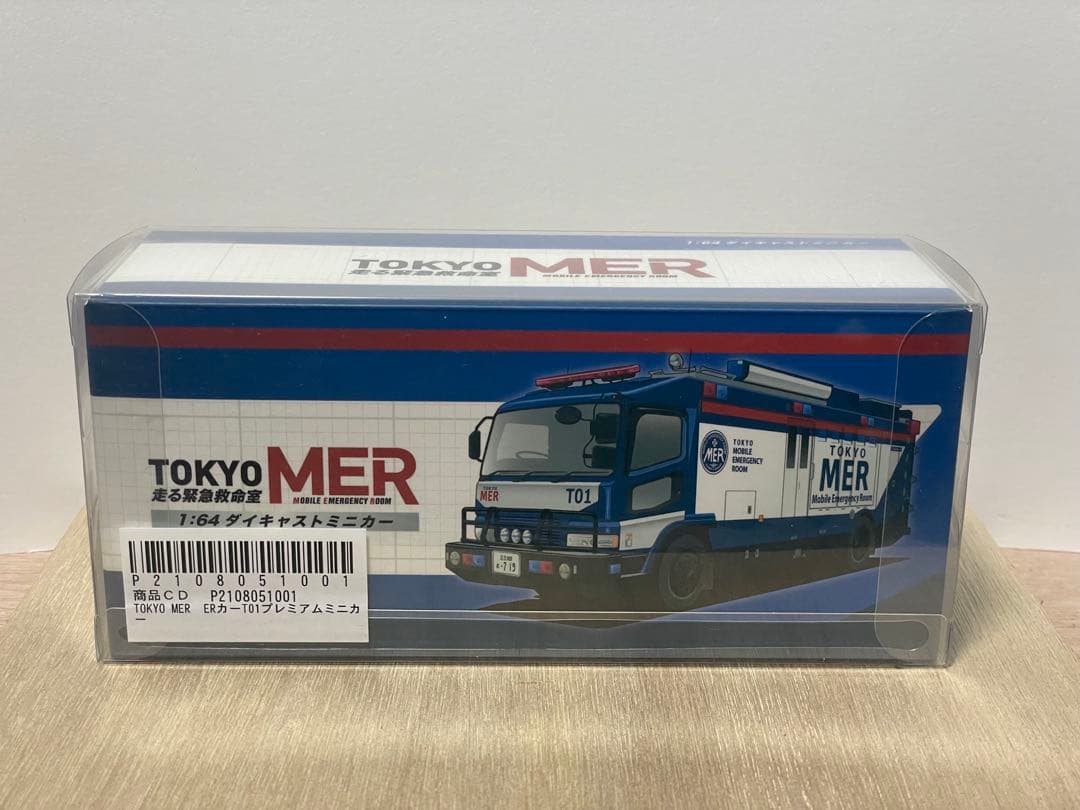 1:64 ダイキャストミニカー
TOKYO MER
走る緊急救命室 MOBILE EMERGENCY ROOM
TOKYO MER
走る緊急救命室 MOBILE EMERGENCY ROOM
1:64 ダイキャストミニカー
TOKYO
MER
T01
MER
TOKYO
MOBILE
EMERGENCY
ROOM
TOKYO
MER
Mobile Emergency Room
・719
P2108051001
商品CD P2108051001
TOKYO MER ERカーT01プレミアムミニカ
ー